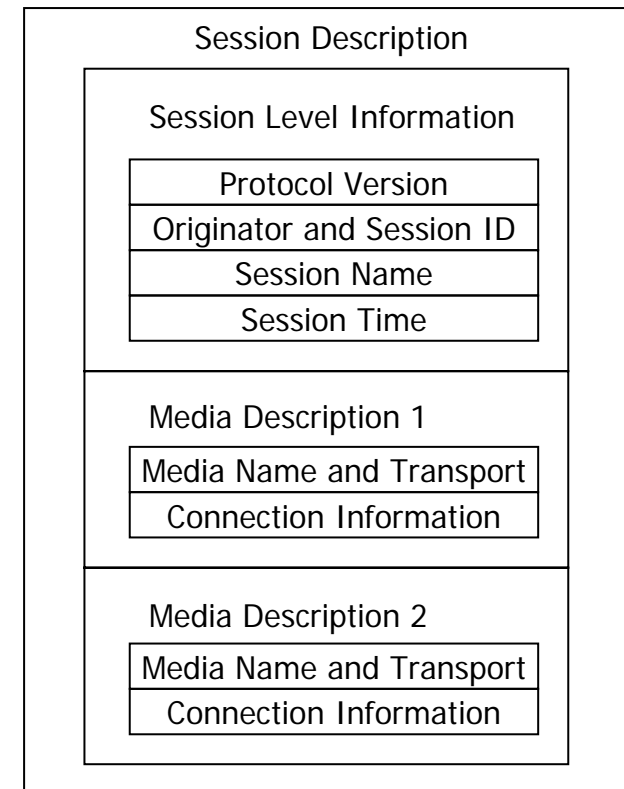 Session Description
Session Level Information
Protocol Version
Originator and Session ID
Session Name
Session Time
Media Description 1
Media Name and Transport
Connection Information
Media Description 2
Media Name and Transport
Connection Information